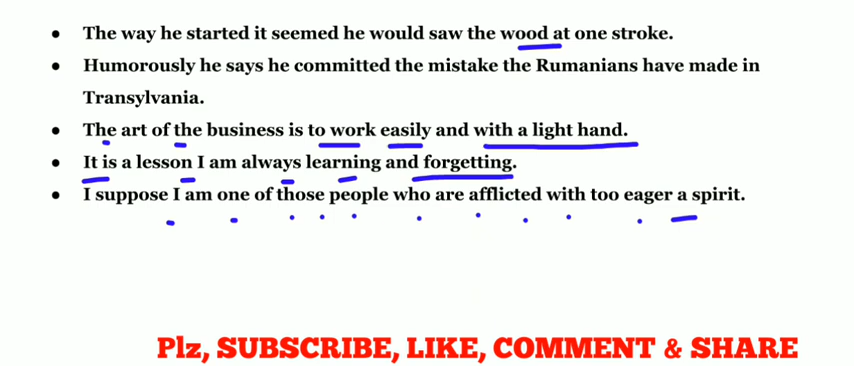 • The way he started it seemed he would saw the wood at one stroke.
• Humorously he says he committed the mistake the Rumanians have made in
Transylvania.
• The art of the business is to work easily and with a light hand.
• It is a lesson I am always learning and forgetting.
• I suppose I am one of those people who are afflicted with too eager a spirit.
Plz, SUBSCRIBE, LIKE, COMMENT & SHARE